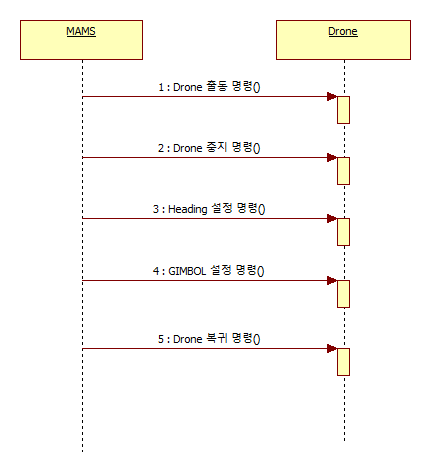 MAMS
Drone
1 : Drone 출동 명령()
2 : Drone 중지 명령()
3 : Heading 설정 명령()
4 : GIMBOL 설정 명령()
5 : Drone 복귀 명령()